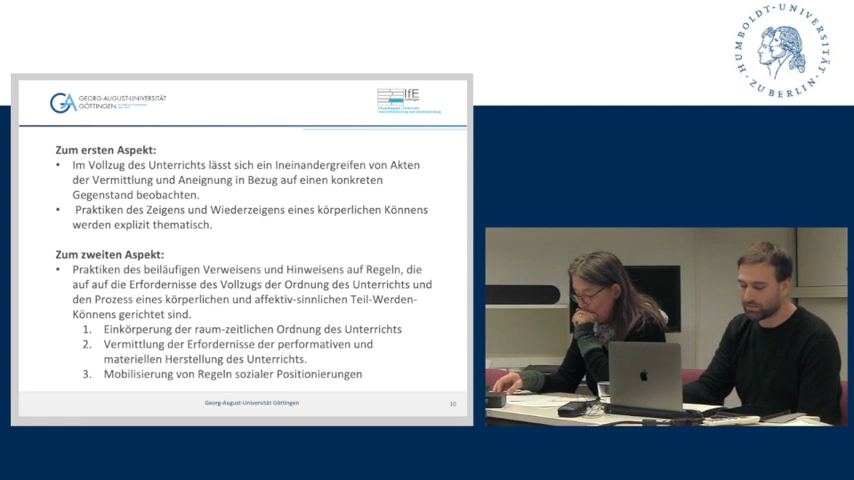 HUMBOLDT-UNIVERSITÄT
ZU BERLIN
GEORG-AUGUST-UNIVERSITÄT
GÖTTINGEN
IfE
Göttingen
Zum ersten Aspekt:
• Im Vollzug des Unterrichts lässt sich ein Ineinandergreifen von Akten
der Vermittlung und Aneignung in Bezug auf einen konkreten
Gegenstand beobachten.
• Praktiken des Zeigens und Wiederzeigens eines körperlichen Könnens
werden explizit thematisch.
Zum zweiten Aspekt:
• Praktiken des beiläufigen Verweisens und Hinweisens auf Regeln, die
auf auf die Erfordernisse des Vollzugs der Ordnung des Unterrichts und
den Prozess eines körperlichen und affektiv-sinnlichen Teil-Werden-
Könnens gerichtet sind.
1. Einkörperung der raum-zeitlichen Ordnung des Unterrichts
2. Vermittlung der Erfordernisse der performativen und
materiellen Herstellung des Unterrichts.
3. Mobilisierung von Regeln sozialer Positionierungen
Georg-August-Universität Göttingen